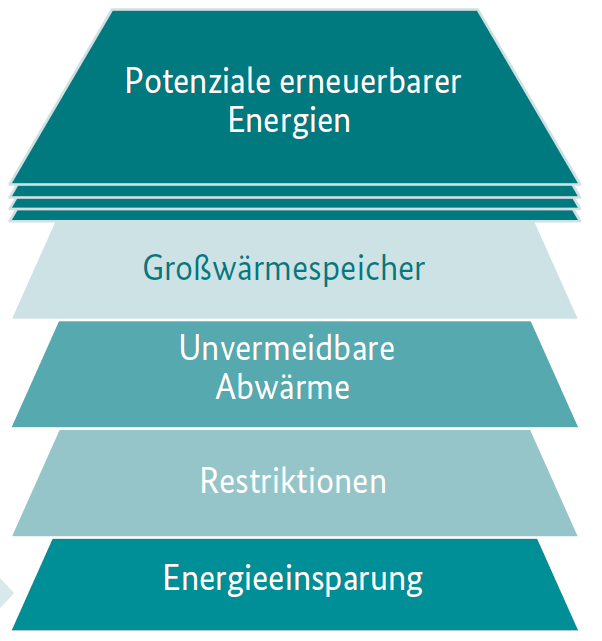 Potenziale erneuerbarer
Energien
Großwärmespeicher
Unvermeidbare
Abwärme
Restriktionen
Energieeinsparung